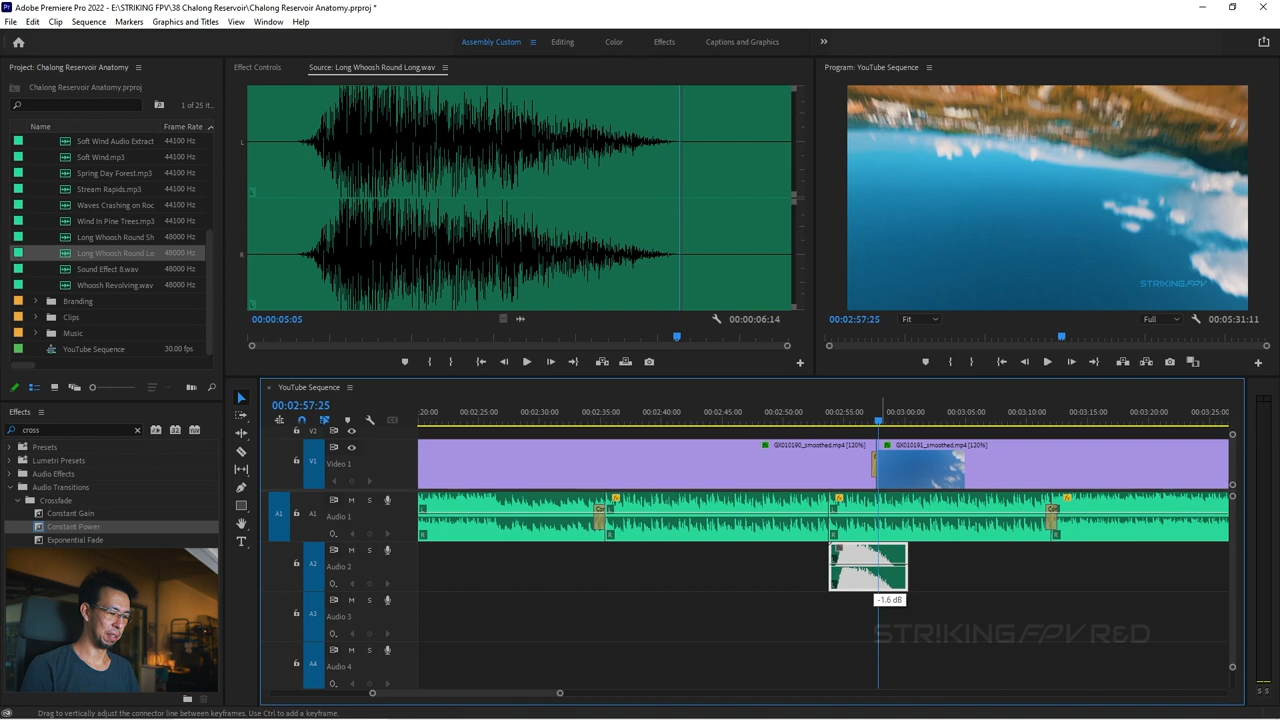 Adobe Premiere Pro 2022 - E:\STRIKING FPV\38 Chalong Reservoir\Chalong Reservoir Anatomy.prproj *
File Edit Clip Sequence Markers Graphics and Titles View Window Help
Assembly Custom Editing Color Effects Captions and Graphics
Project: Chalong Reservoir Anatomy
Chalong Reservoir Anatomy.prproj
1 of 25 it...
Name Frame Rate
Soft Wind Audio Extract 44100 Hz
Soft Wind.mp3 44100 Hz
Spring Day Forest.mp3 44100 Hz
Stream Rapids.mp3 44100 Hz
Waves Crashing on Roc 44100 Hz
Wind In Pine Trees.mp3 44100 Hz
Long Whoosh Round Sh 48000 Hz
Long Whoosh Round Lo 48000 Hz
Sound Effect 8.wav 48000 Hz
Whoosh Revolving.wav 48000 Hz
Branding
Clips
Music
YouTube Sequence 30.00 fps
Effect Controls Source: Long Whoosh Round Long.wav
L
R
00:00:05:05 00:00:06:14
Program: YouTube Sequence
STRIKING FPV
00:02:57:25 Fit Full 00:05:31:11
Effects
cross
Presets
Lumetri Presets
Audio Effects
Audio Transitions
Crossfade
Constant Gain
Constant Power
Exponential Fade
YouTube Sequence
00:02:57:25
:20:00 00:02:25:00 00:02:30:00 00:02:35:00 00:02:40:00 00:02:45:00 00:02:50:00 00:02:55:00 00:03:00:00 00:03:05:00 00:03:10:00 00:03:15:00 00:03:20:00 00:03:25:00
V2
V1 Video 1
GX010190_smoothed.mp4 [120%] GX010191_smoothed.mp4 [120%]
A1 A1 Audio 1 M S
A2 Audio 2 M S
-1.6 dB
A3 Audio 3 M S
STRIKING FPV R&D
A4 Audio 4 M S
S S
Drag to vertically adjust the connector line between keyframes. Use Ctrl to add a keyframe.